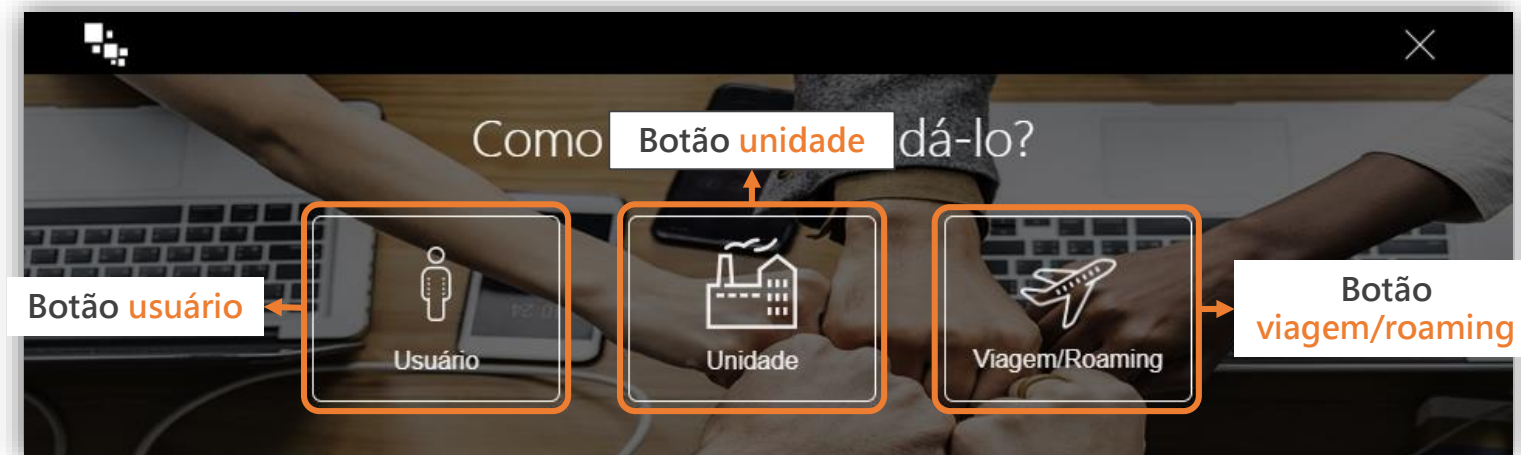 Como
Botão unidade
dá-lo?
Botão usuário
Usuário
Unidade
Viagem/Roaming
Botão
viagem/roaming